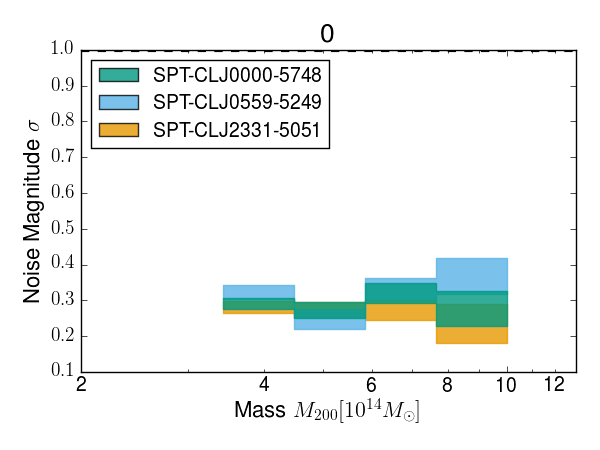 0
1.0
0.9
0.8
0.7
0.6
0.5
0.4
0.3
0.2
0.1
Noise Magnitude σ
SPT-CLJ0000-5748
SPT-CLJ0559-5249
SPT-CLJ2331-5051
2 4 6 8 10 12
Mass M₂₀₀[10¹⁴M⊙]